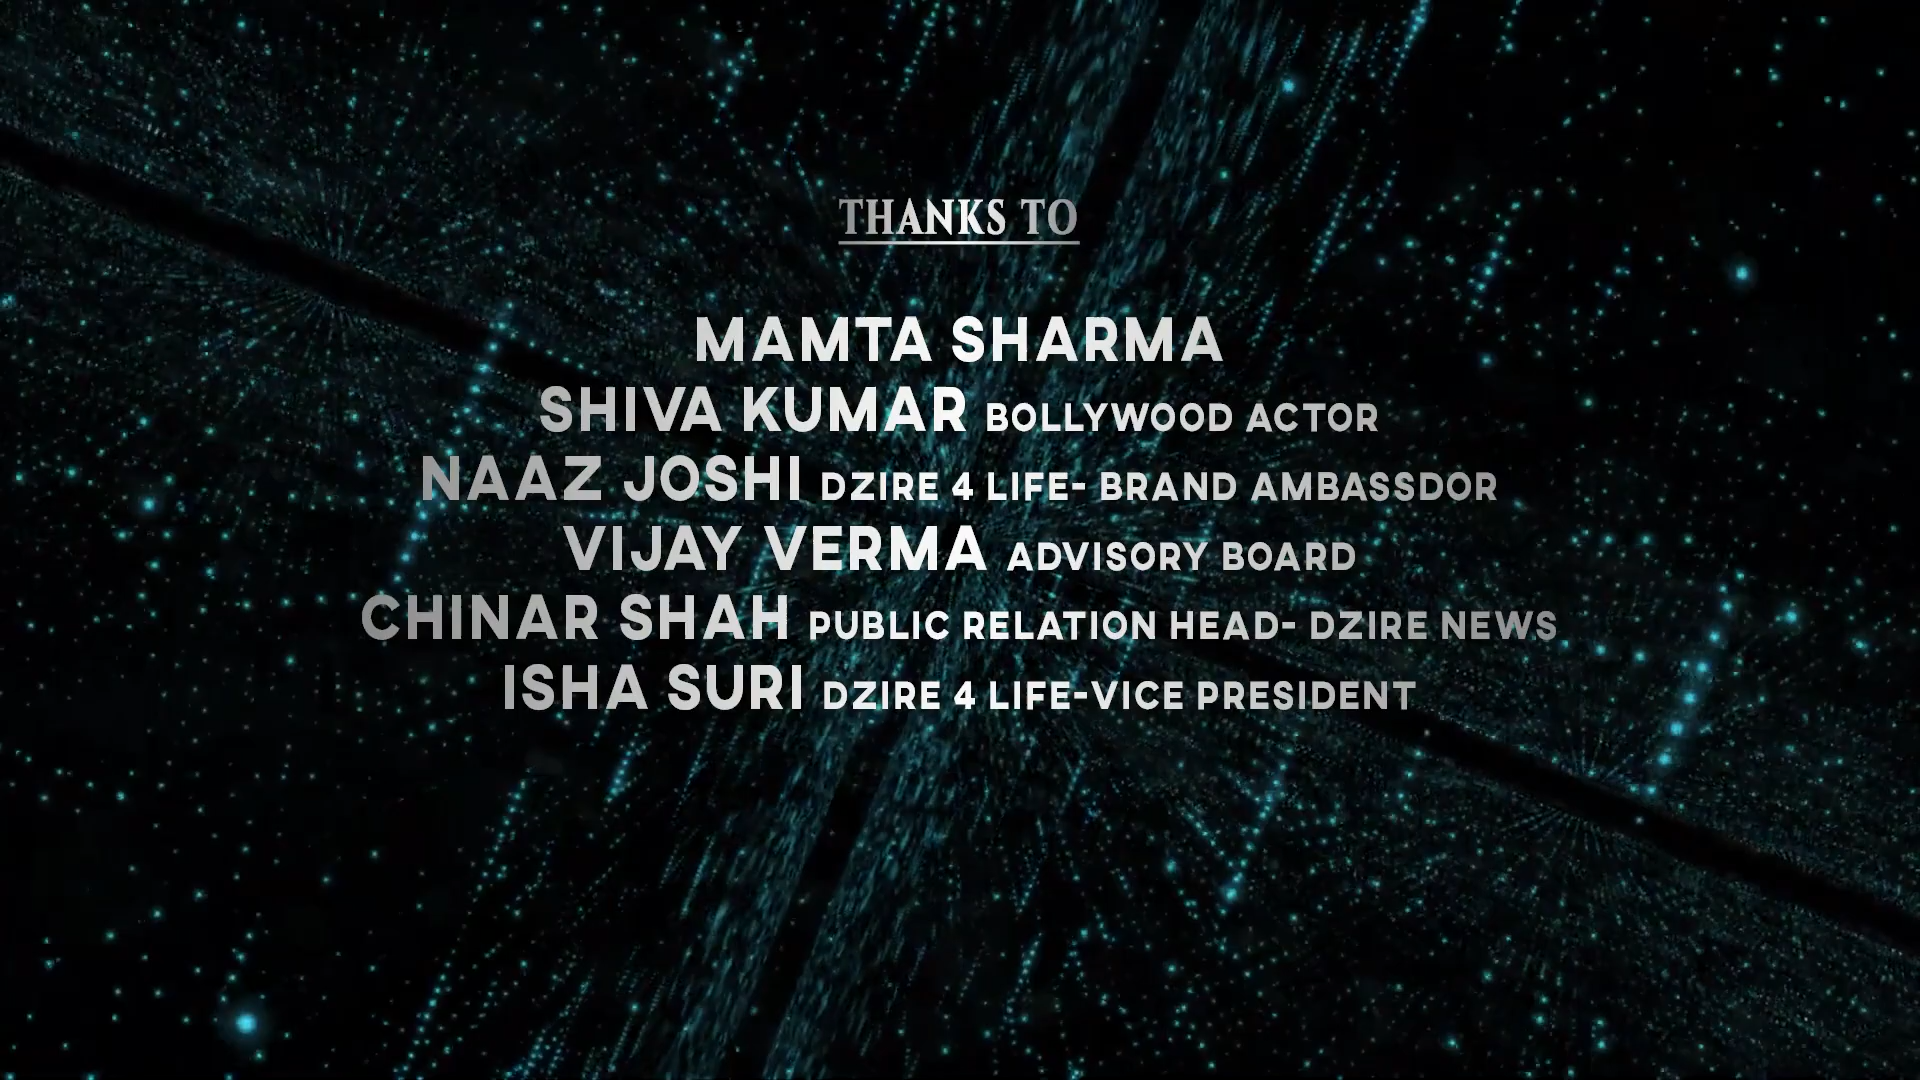 THANKS TO
MAMTA SHARMA
SHIVA KUMAR BOLLYWOOD ACTOR
NAAZ JOSHI DZIRE 4 LIFE- BRAND AMBASSDOR
VIJAY VERMA ADVISORY BOARD
CHINAR SHAH PUBLIC RELATION HEAD- DZIRE NEWS
ISHA SURI DZIRE 4 LIFE-VICE PRESIDENT